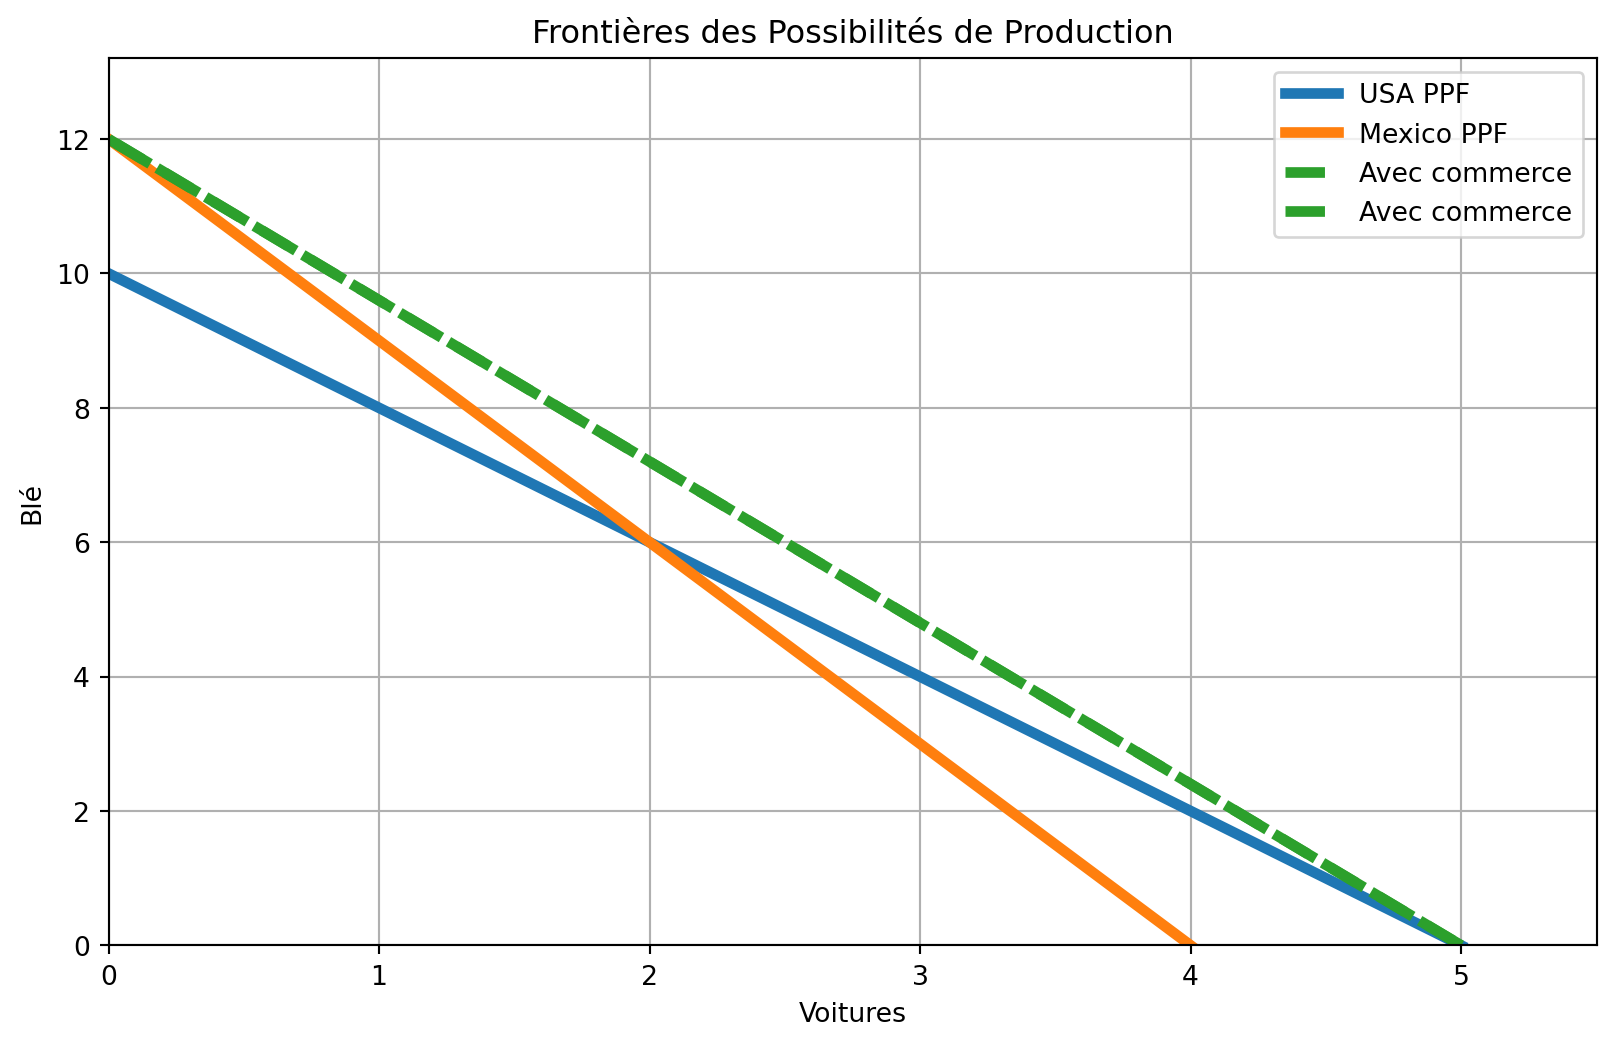 Frontières des Possibilités de Production
USA PPF
Mexico PPF
Avec commerce
Avec commerce
12
10
8
6
4
2
0
Blé
0 1 2 3 4 5
Voitures